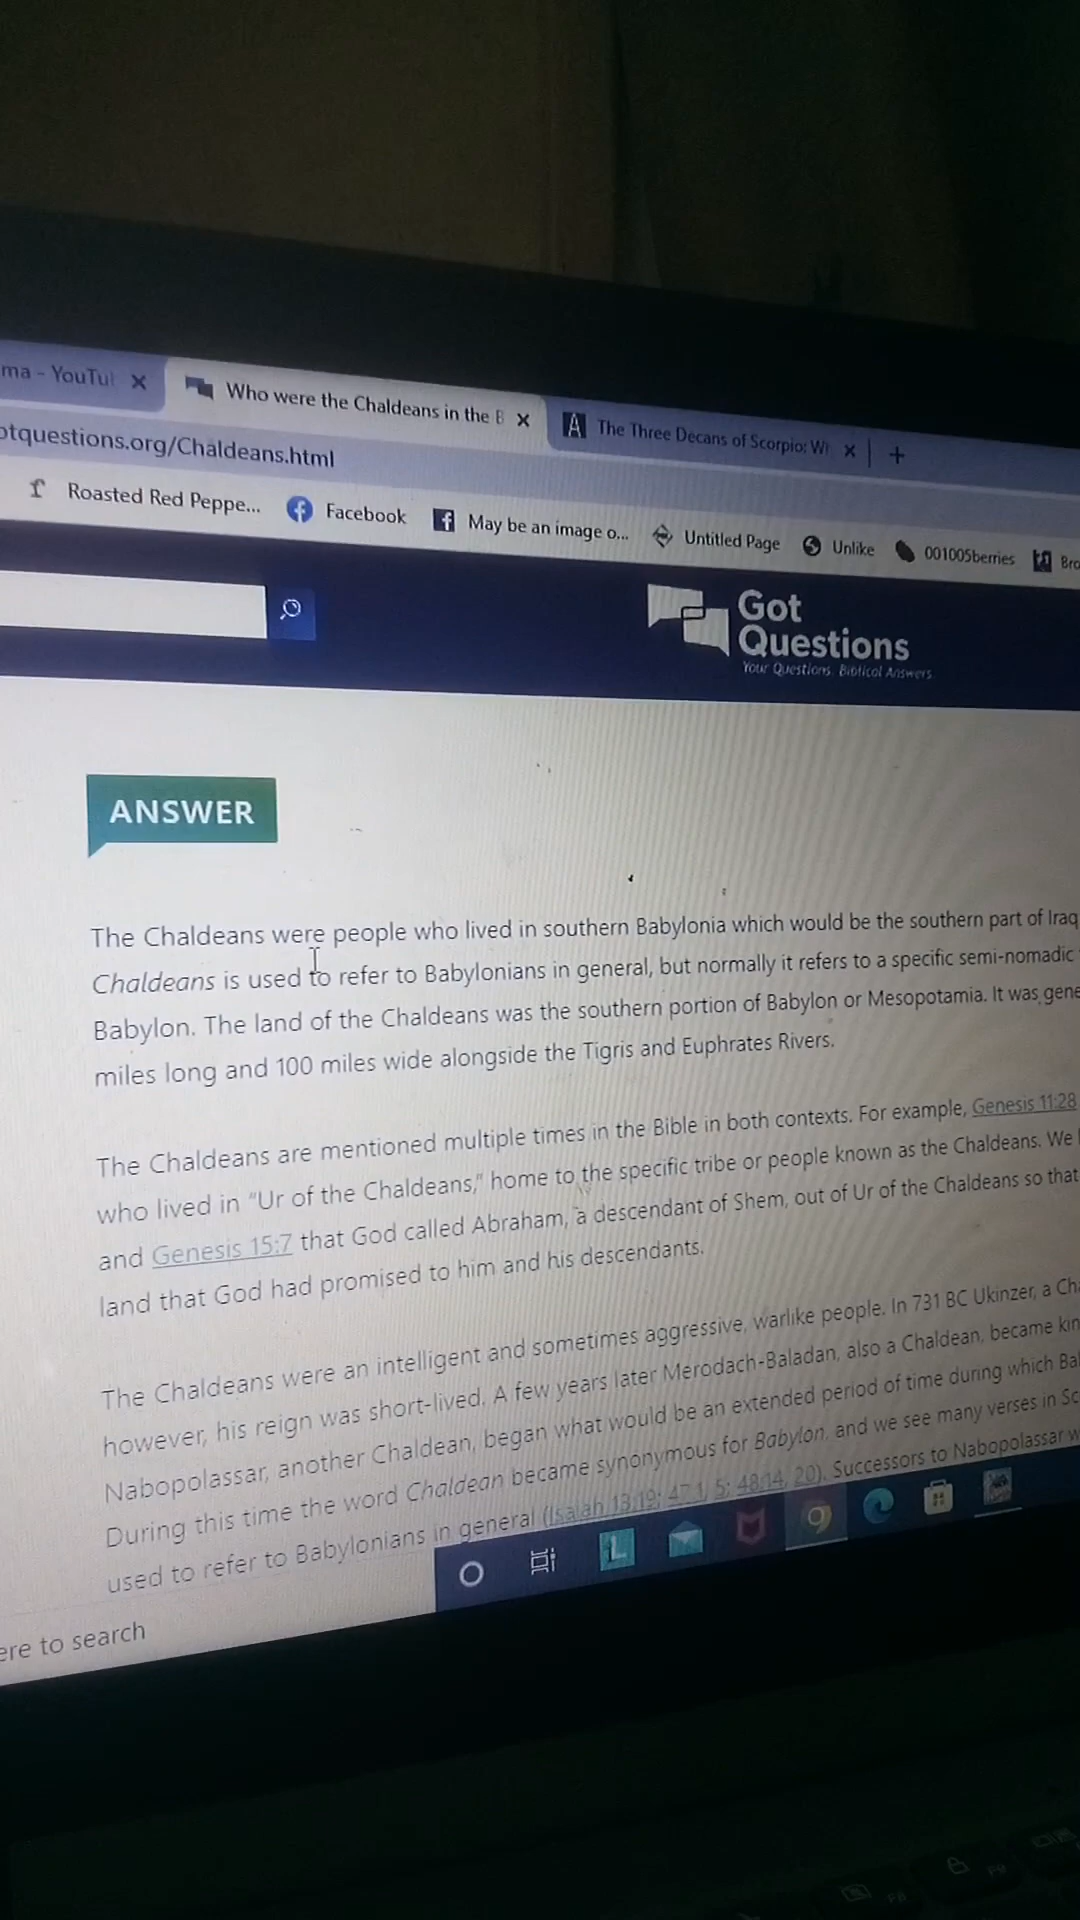 ma - YouTu
Who were the Chaldeans in the B
The Three Decans of Scorpio: W
otquestions.org/Chaldeans.html
Roasted Red Peppe...
Facebook
May be an image o...
Untitled Page
Unlike
001005berries
Bro
Got
Questions
Your Questions. Biblical Answers
ANSWER
The Chaldeans were people who lived in southern Babylonia which would be the southern part of Iraq
Chaldeans is used to refer to Babylonians in general, but normally it refers to a specific semi-nomadic
Babylon. The land of the Chaldeans was the southern portion of Babylon or Mesopotamia. It was gene
miles long and 100 miles wide alongside the Tigris and Euphrates Rivers.
The Chaldeans are mentioned multiple times in the Bible in both contexts. For example, Genesis 11:28
who lived in "Ur of the Chaldeans," home to the specific tribe or people known as the Chaldeans. We
and Genesis 15:7 that God called Abraham, a descendant of Shem, out of Ur of the Chaldeans so that
land that God had promised to him and his descendants.
The Chaldeans were an intelligent and sometimes aggressive, warlike people. In 731 BC Ukinzer, a Ch
however, his reign was short-lived. A few years later Merodach-Baladan, also a Chaldean, became kin
Nabopolassar, another Chaldean, began what would be an extended period of time during which Ba
During this time the word Chaldean became synonymous for Babylon, and we see many verses in Sc
used to refer to Babylonians in general (Isaiah 13:19; 47:1, 5; 48:14, 20). Successors to Nabopolassar w
ere to search
L
F8
F9